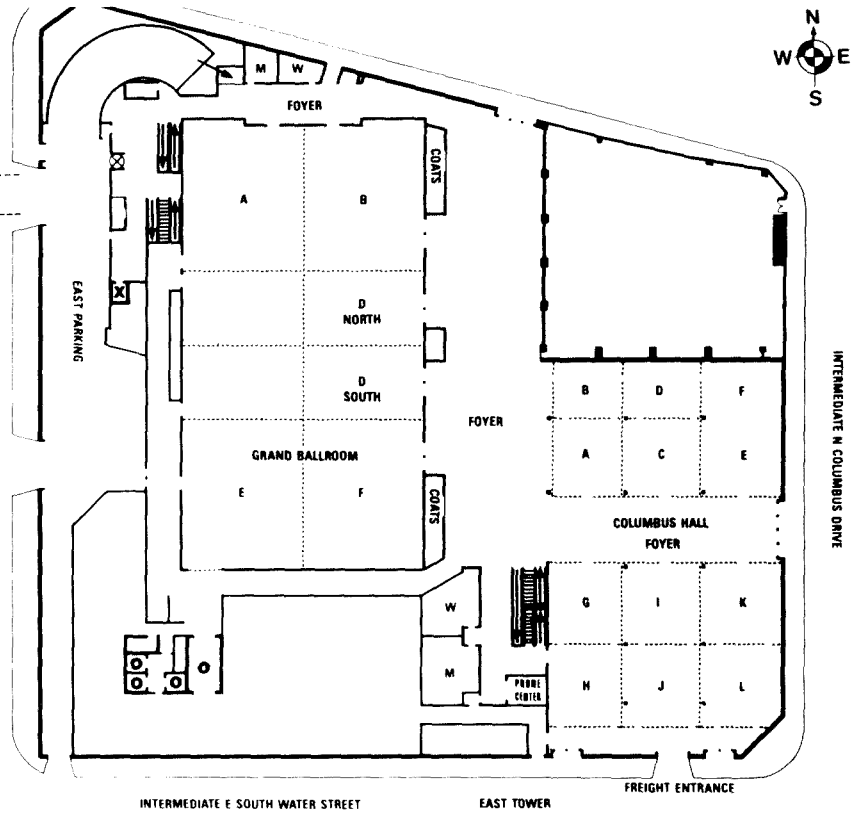 N
W E
S
M W
FOYER
COATS
A B
D
NORTH
EAST PARKING
X
D
SOUTH
INTERMEDIATE N COLUMBUS DRIVE
B D F
FOYER
GRAND BALLROOM
A C E
E F
COATS
COLUMBUS HALL
FOYER
W
G I K
M
PHONE
CENTER
H J L
FREIGHT ENTRANCE
INTERMEDIATE E SOUTH WATER STREET
EAST TOWER